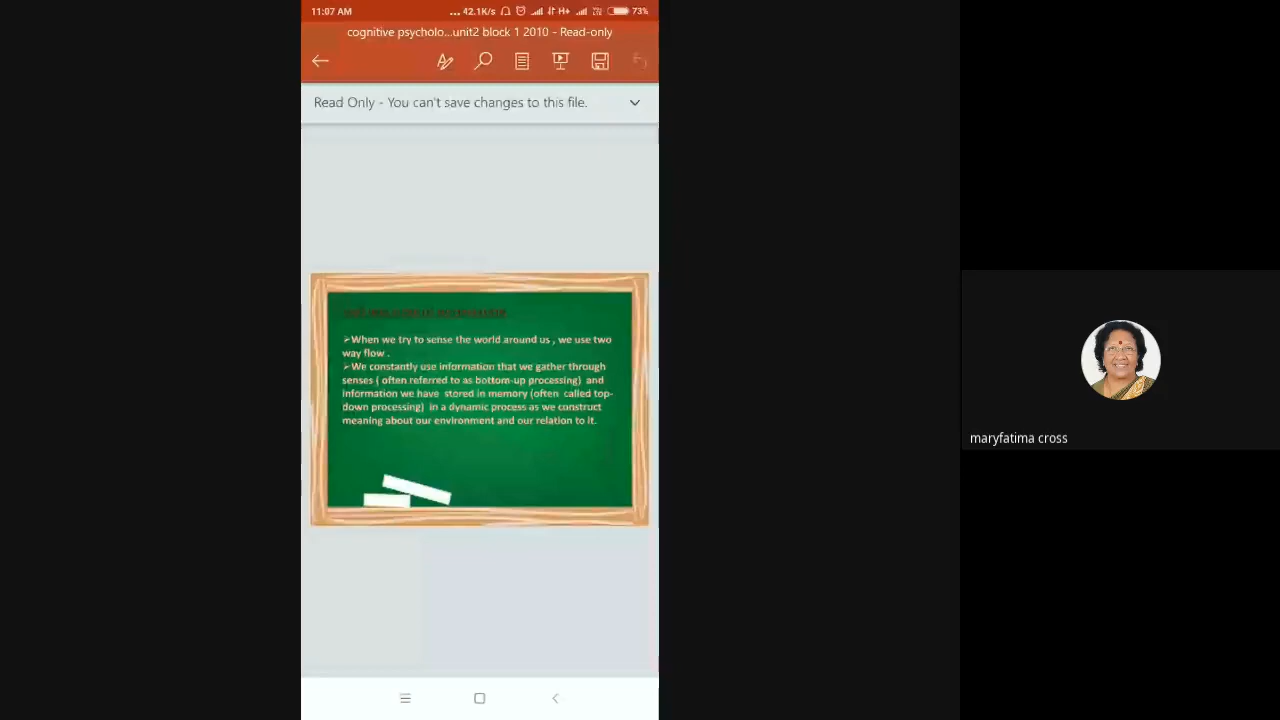 11:07 AM
... 42.1K/s H+ 73%
cognitive psycholo...unit2 block 1 2010 - Read-only
Read Only - You can't save changes to this file.
➢When we try to sense the world around us , we use two
way flow .
➢We constantly use information that we gather through
senses ( often referred to as bottom-up processing) and
information we have stored in memory (often called top-
down processing) in a dynamic process as we construct
meaning about our environment and our relation to it.
maryfatima cross